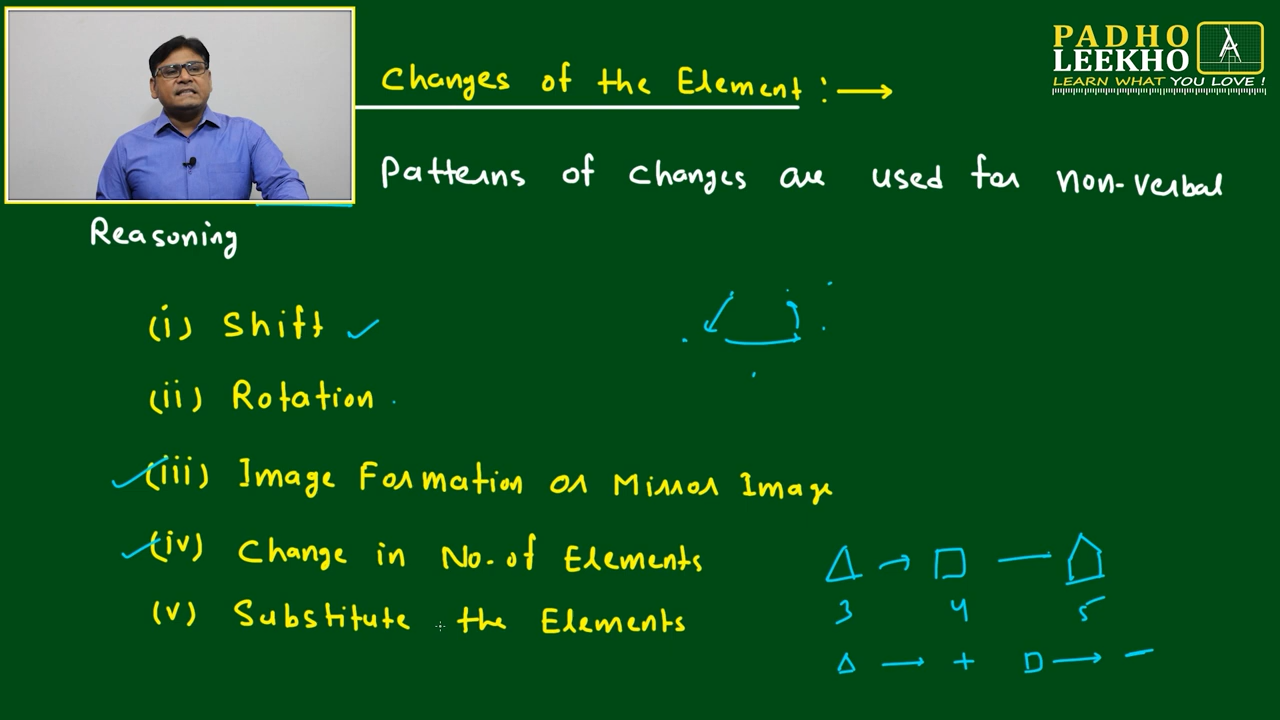 PADHO
LEEKHO
LEARN WHAT YOU LOVE !
Changes of the Element :→
Patterns of changes are used for non-verbal
Reasoning
(i) Shift ✓
(ii) Rotation
(iii) Image Formation or Mirror Image
(iv) Change in No. of Elements
(v) Substitute the Elements
△ → □ — ⌂
3 4 5
△ → + □ → –